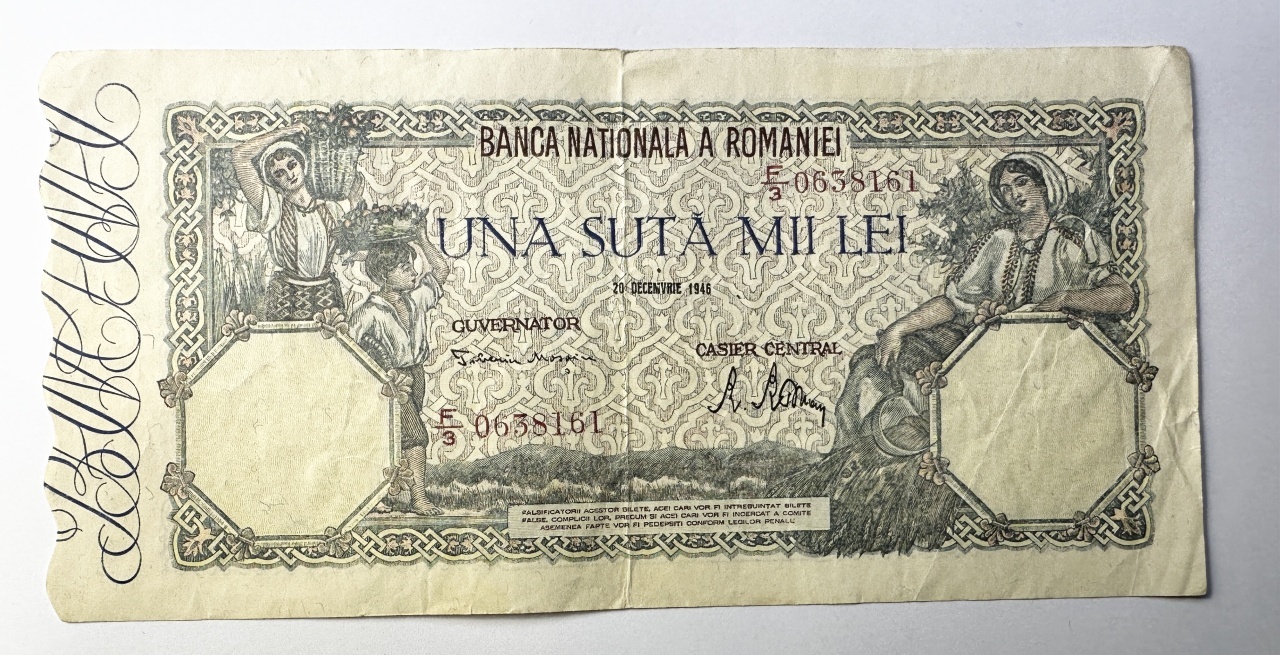 BANCA NATIONALA A ROMANIEI
F/3 0638161
UNA SUTĂ MII LEI
20 DECEMVRIE 1946
GUVERNATOR
CASIER CENTRAL
F/3 0638161
FALSIFICATORII ACESTOR BILETE, ACEI CARI VOR FI INTREBUINTAT BILETE
FALSE, COMPLICII LOR, PRECUM SI ACEI CARI VOR FI INCERCAT A COMITE
ASEMENEA FAPTE VOR FI PEDEPSITI CONFORM LEGILOR PENALE